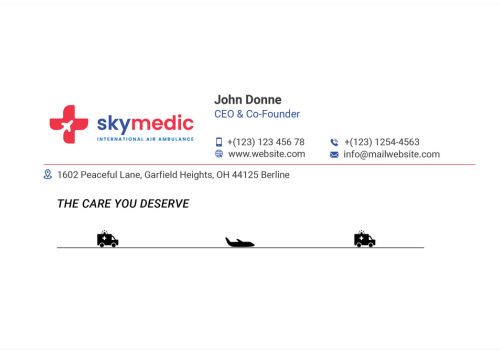 John Donne
CEO & Co-Founder
skymedic
INTERNATIONAL AIR AMBULANCE
+(123) 123 456 78
+(123) 1254-4563
www.website.com
info@mailwebsite.com
1602 Peaceful Lane, Garfield Heights, OH 44125 Berline
THE CARE YOU DESERVE